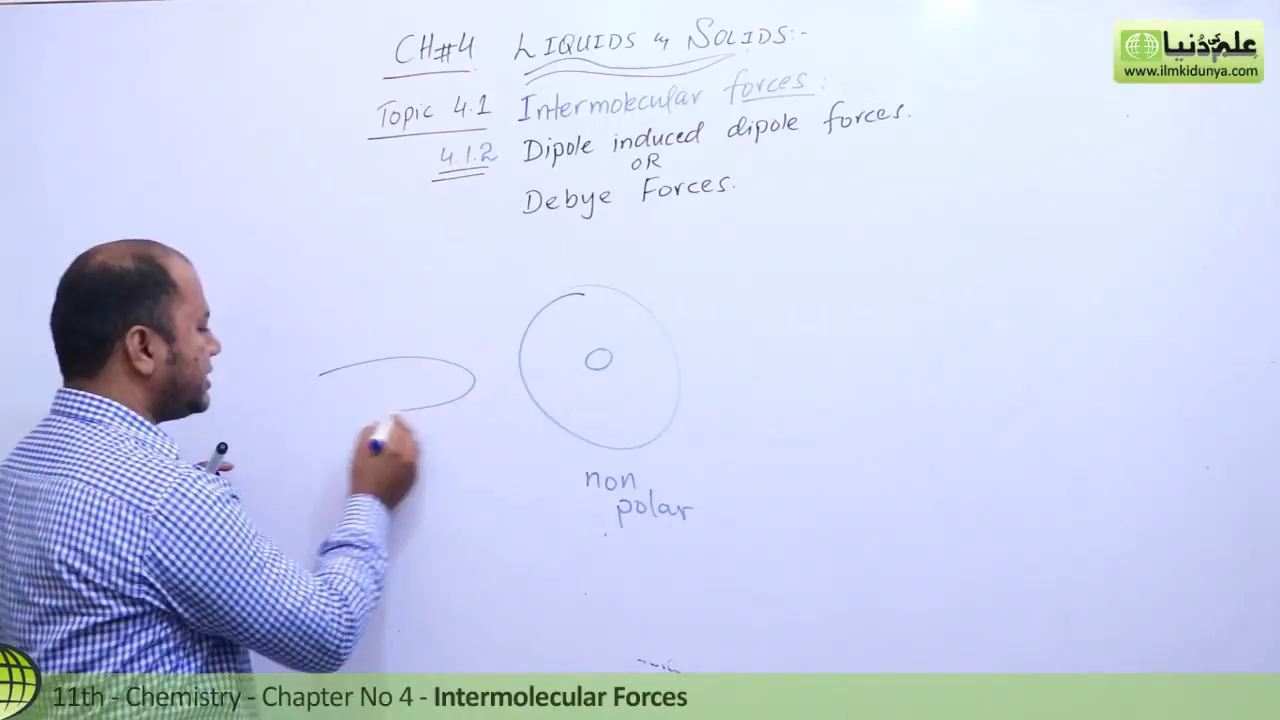 CH#4 LIQUIDS & SOLIDS:-
Topic 4.1 Intermolecular forces:
4.1.2 Dipole induced dipole forces.
OR
Debye Forces.
non
polar
علم کی دُنیا
www.ilmkidunya.com
11th - Chemistry - Chapter No 4 - Intermolecular Forces